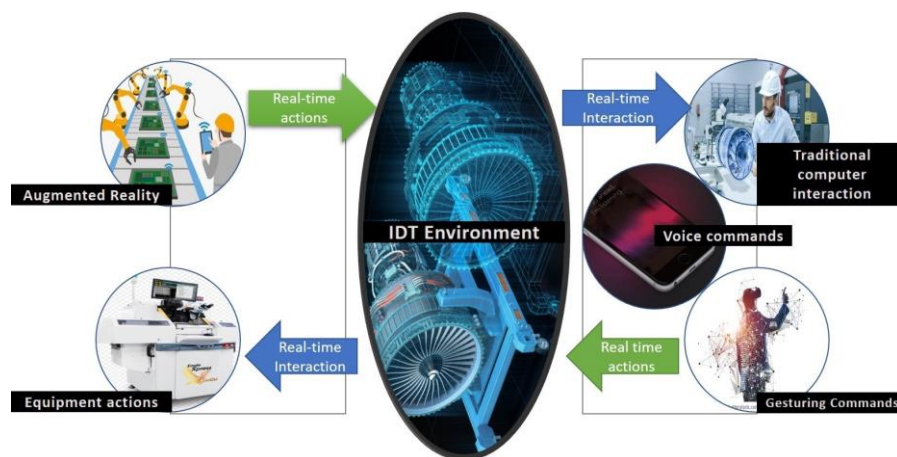 Real-time
actions
Augmented Reality
Real-time
Interaction
Traditional
computer
interaction
IDT Environment
Voice commands
Real-time
Interaction
Equipment actions
Real time
actions
Gesturing Commands